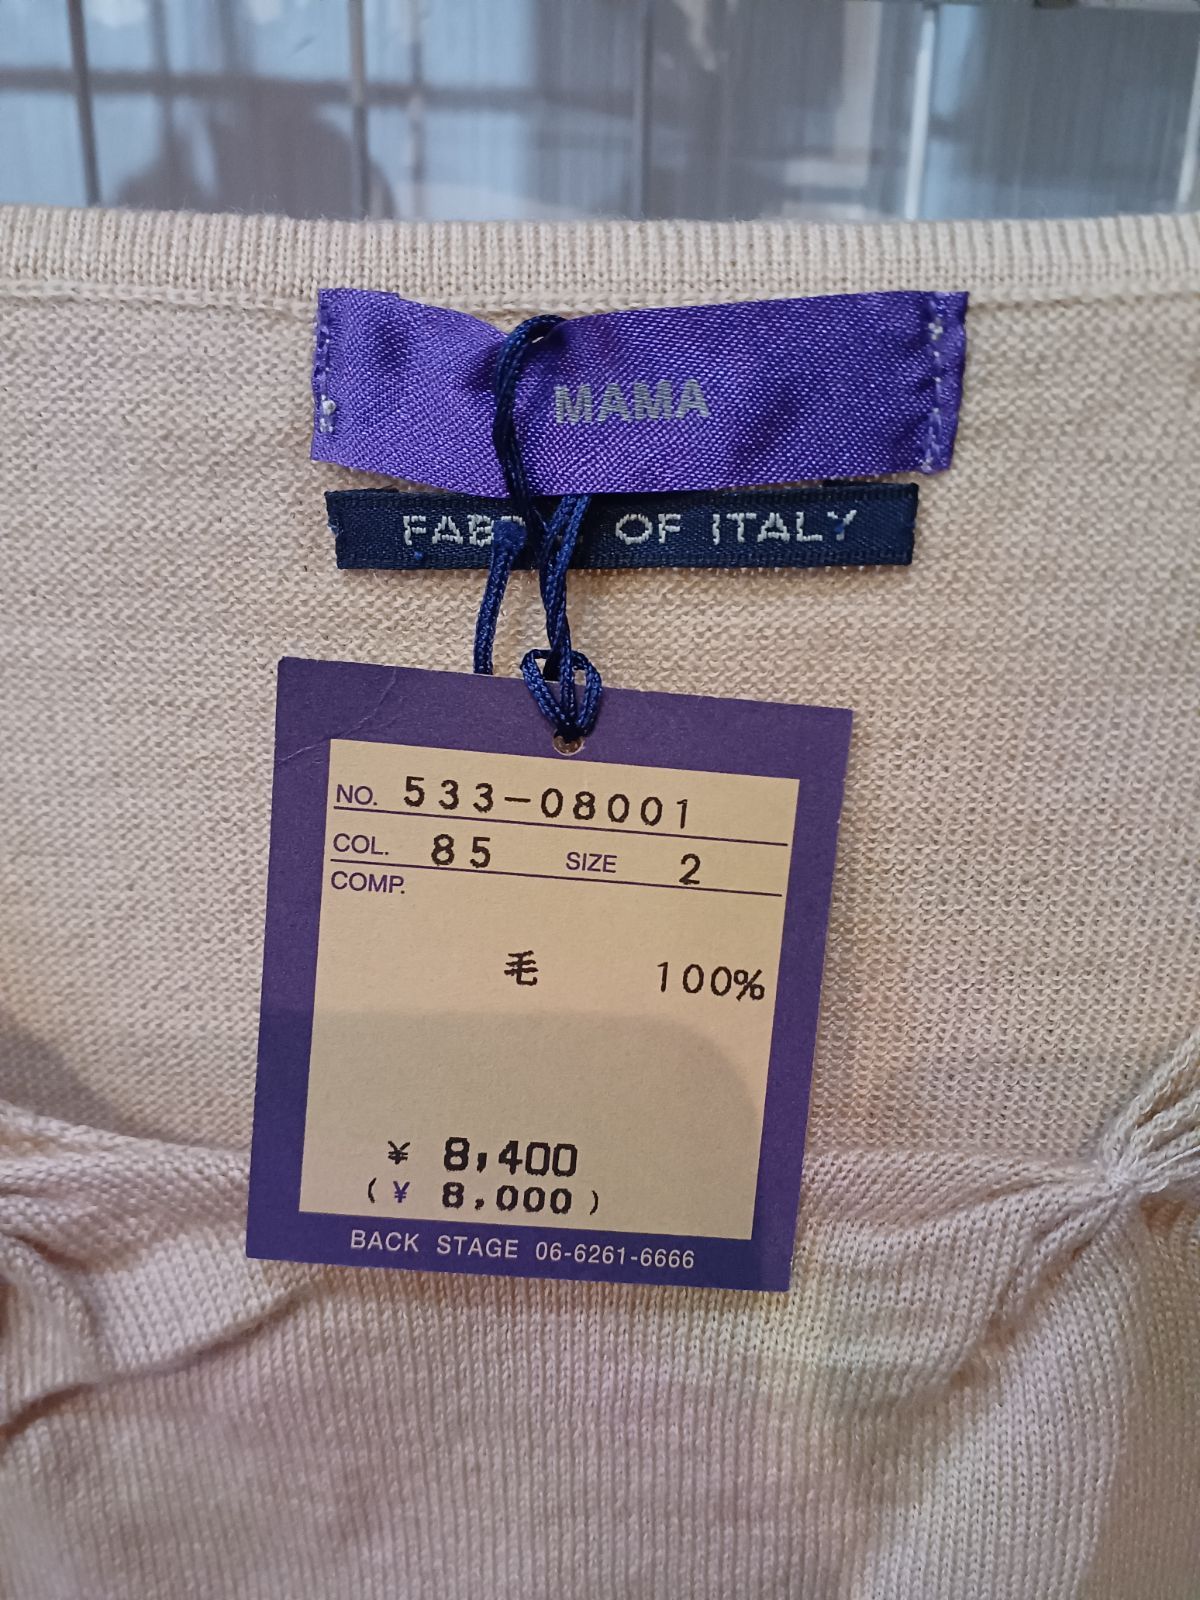 MAMA
OF ITALY
NO. 533-08001
COL. 85 SIZE 2
COMP.
毛 100%
¥ 8,400
(¥ 8,000)
BACK STAGE 06-6261-6666